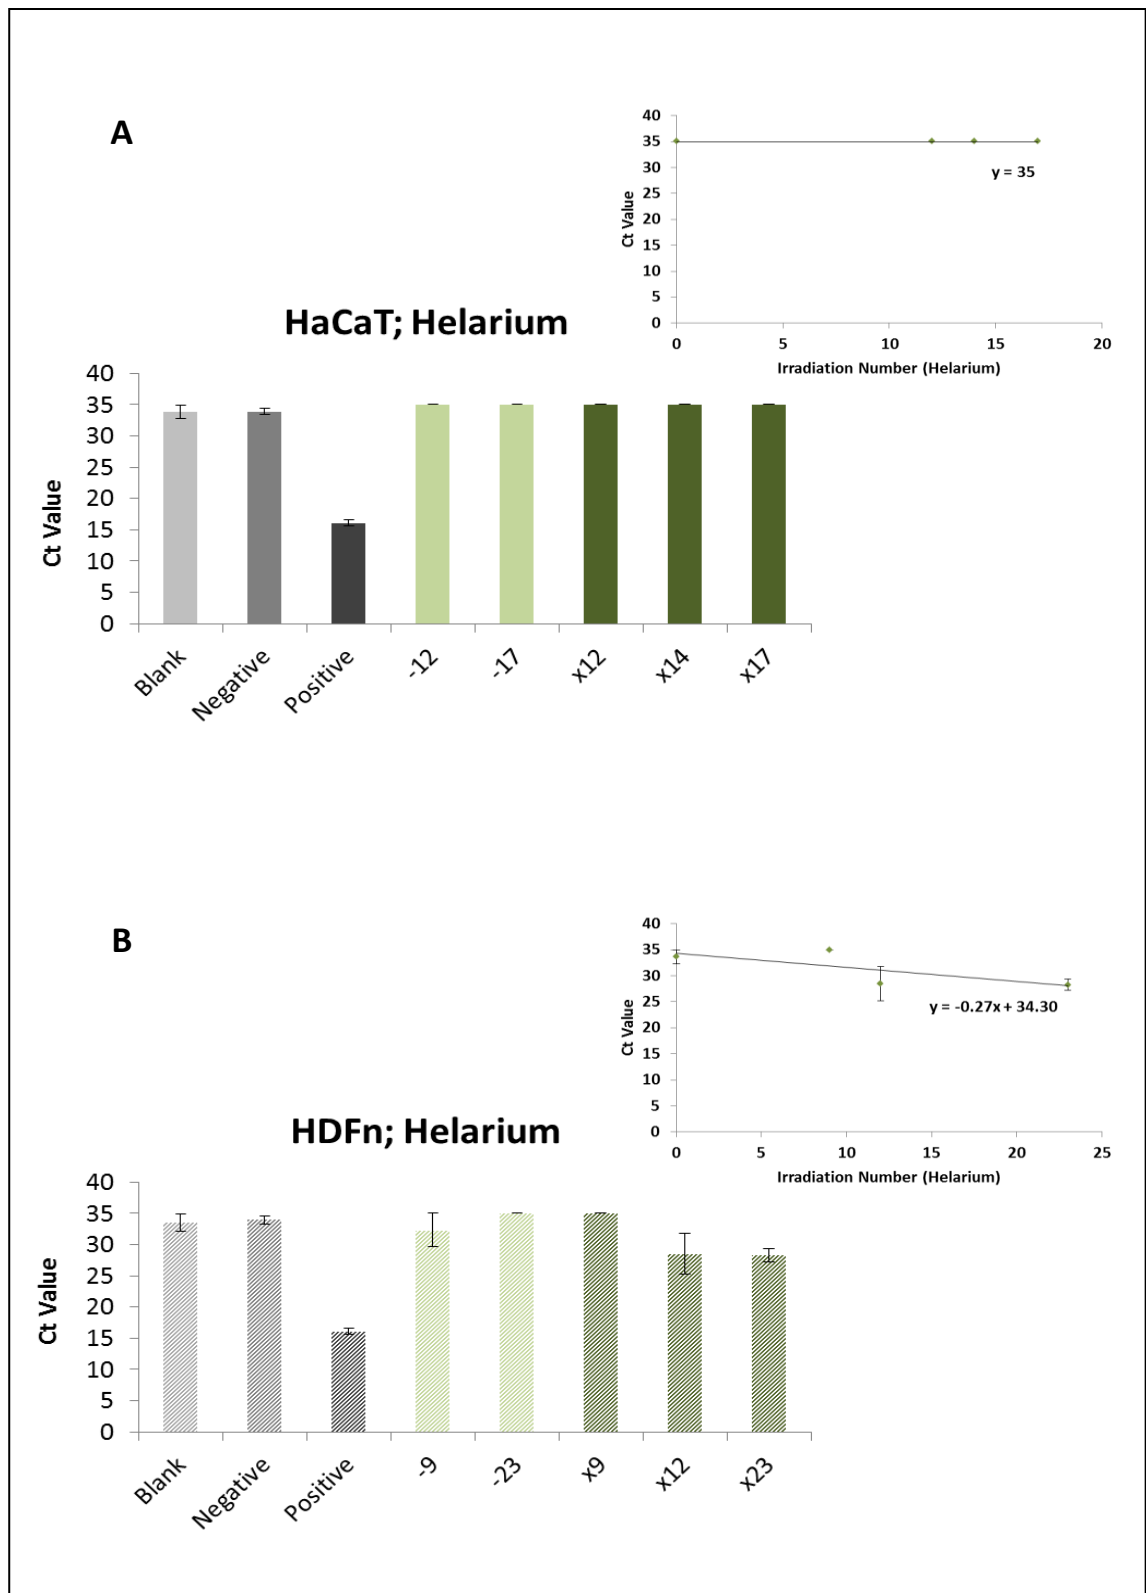 A
40
35
30
25
20
15
10
5
0
Ct Value
y = 35
0 5 10 15 20
Irradiation Number (Helarium)
HaCaT; Helarium
40
35
30
25
20
15
10
5
0
Ct Value
Blank Negative Positive -12 -17 x12 x14 x17
B
40
35
30
25
20
15
10
5
0
Ct Value
y = -0.27x + 34.30
0 5 10 15 20 25
Irradiation Number (Helarium)
HDFn; Helarium
40
35
30
25
20
15
10
5
0
Ct Value
Blank Negative Positive -9 -23 x9 x12 x23